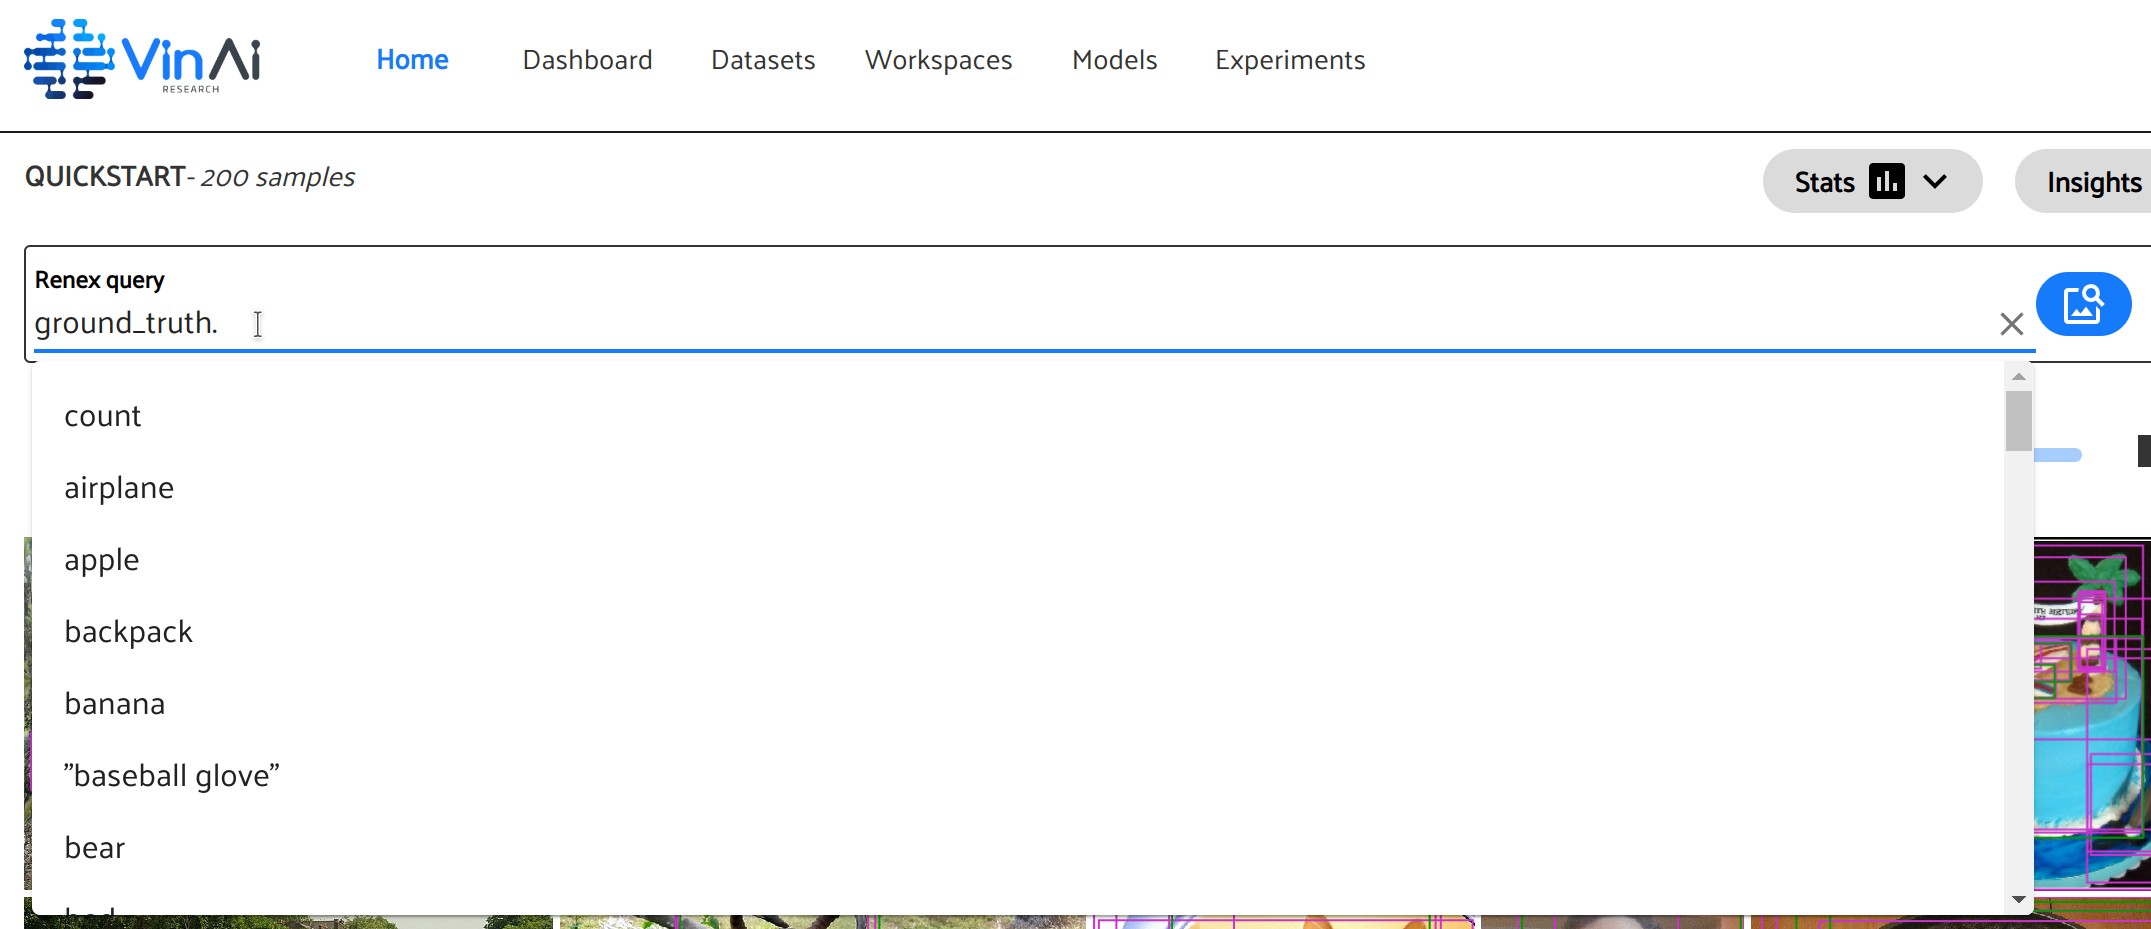 VinAi
RESEARCH
Home Dashboard Datasets Workspaces Models Experiments
QUICKSTART- 200 samples
Stats Insights
Renex query
ground_truth.
count
airplane
apple
backpack
banana
”baseball glove”
bear